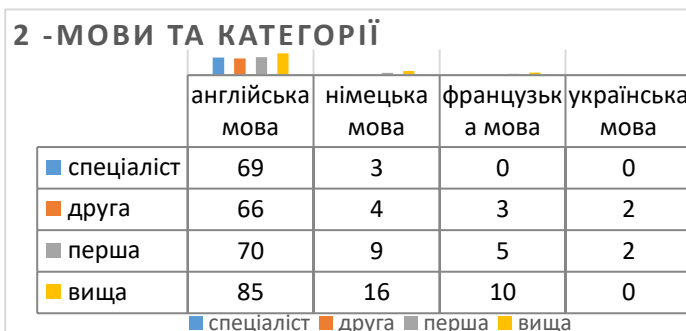 2 -МОВИ ТА КАТЕГОРІЇ
англійська мова німецька мова французьк а мова українська мова
спеціаліст 69 3 0 0
друга 66 4 3 2
перша 70 9 5 2
вища 85 16 10 0
спеціаліст друга перша вища